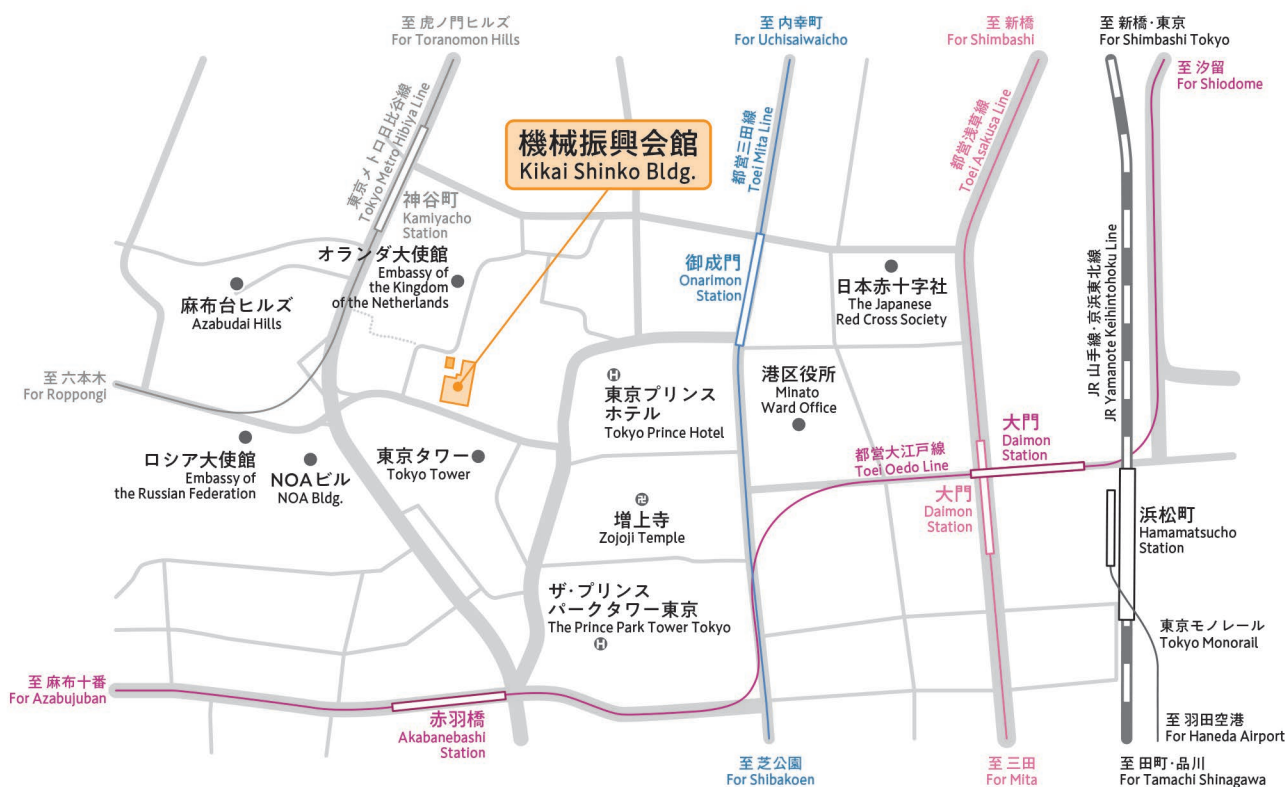 至 虎ノ門ヒルズ
For Toranomon Hills
至 内幸町
For Uchisaiwaicho
至 新橋
For Shimbashi
至 新橋・東京
For Shimbashi Tokyo
至 汐留
For Shiodome
東京メトロ日比谷線
Tokyo Metro Hibiya Line
機械振興会館
Kikai Shinko Bldg.
都営三田線
Toei Mita Line
都営浅草線
Toei Asakusa Line
神谷町
Kamiyacho
Station
オランダ大使館
Embassy of
the Kingdom
of the Netherlands
麻布台ヒルズ
Azabudai Hills
御成門
Onarimon
Station
日本赤十字社
The Japanese
Red Cross Society
JR 山手線・京浜東北線
JR Yamanote Keihintohoku Line
至 六本木
For Roppongi
H
東京プリンス
ホテル
Tokyo Prince Hotel
港区役所
Minato
Ward Office
ロシア大使館
Embassy of
the Russian Federation
NOAビル
NOA Bldg.
東京タワー
Tokyo Tower
都営大江戸線
Toei Oedo Line
大門
Daimon
Station
大門
Daimon
Station
卍
増上寺
Zojoji Temple
浜松町
Hamamatsucho
Station
ザ・プリンス
パークタワー東京
The Prince Park Tower Tokyo
H
東京モノレール
Tokyo Monorail
至 麻布十番
For Azabujuban
赤羽橋
Akabanebashi
Station
至 羽田空港
For Haneda Airport
至 芝公園
For Shibakoen
至 三田
For Mita
至 田町・品川
For Tamachi Shinagawa